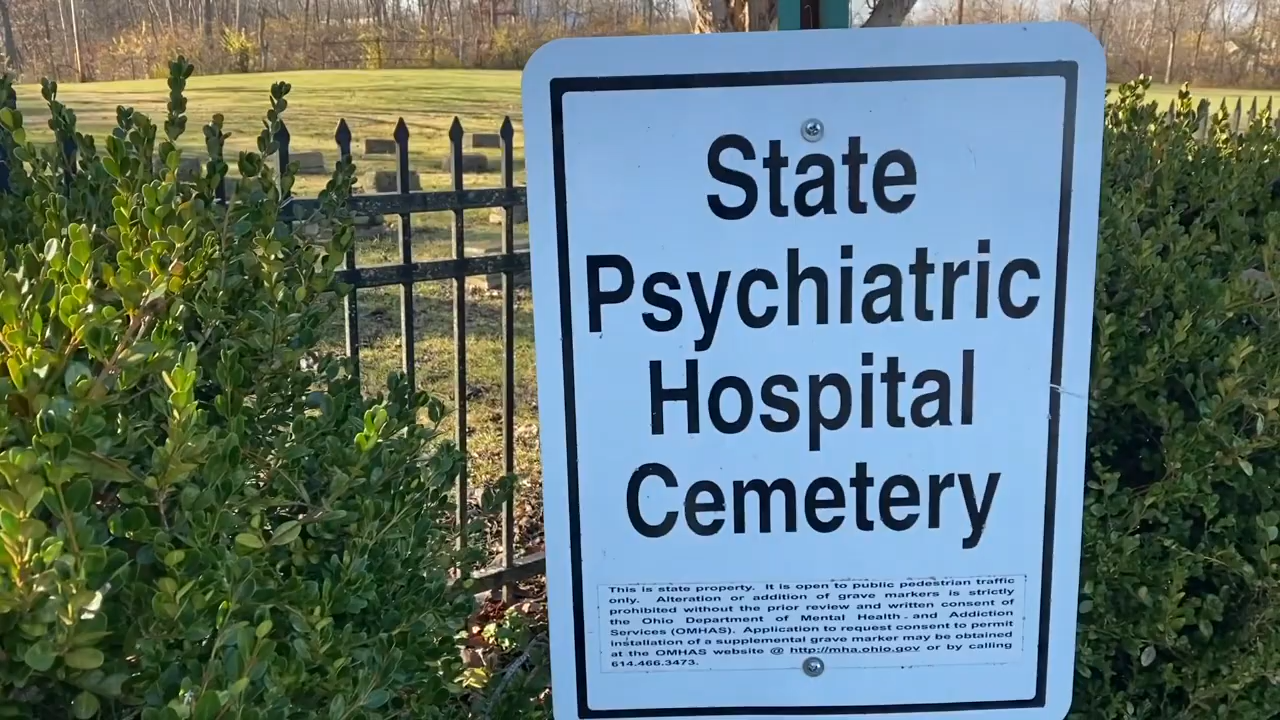 State
Psychiatric
Hospital
Cemetery
This is state property. It is open to public pedestrian traffic
only. Alteration or addition of grave markers is strictly
prohibited without the prior review and written consent of
the Ohio Department of Mental Health and Addiction
Services (OMHAS). Application to request consent to permit
installation of a supplemental grave marker may be obtained
at the OMHAS website @ http://mha.ohio.gov or by calling
614.466.3473.